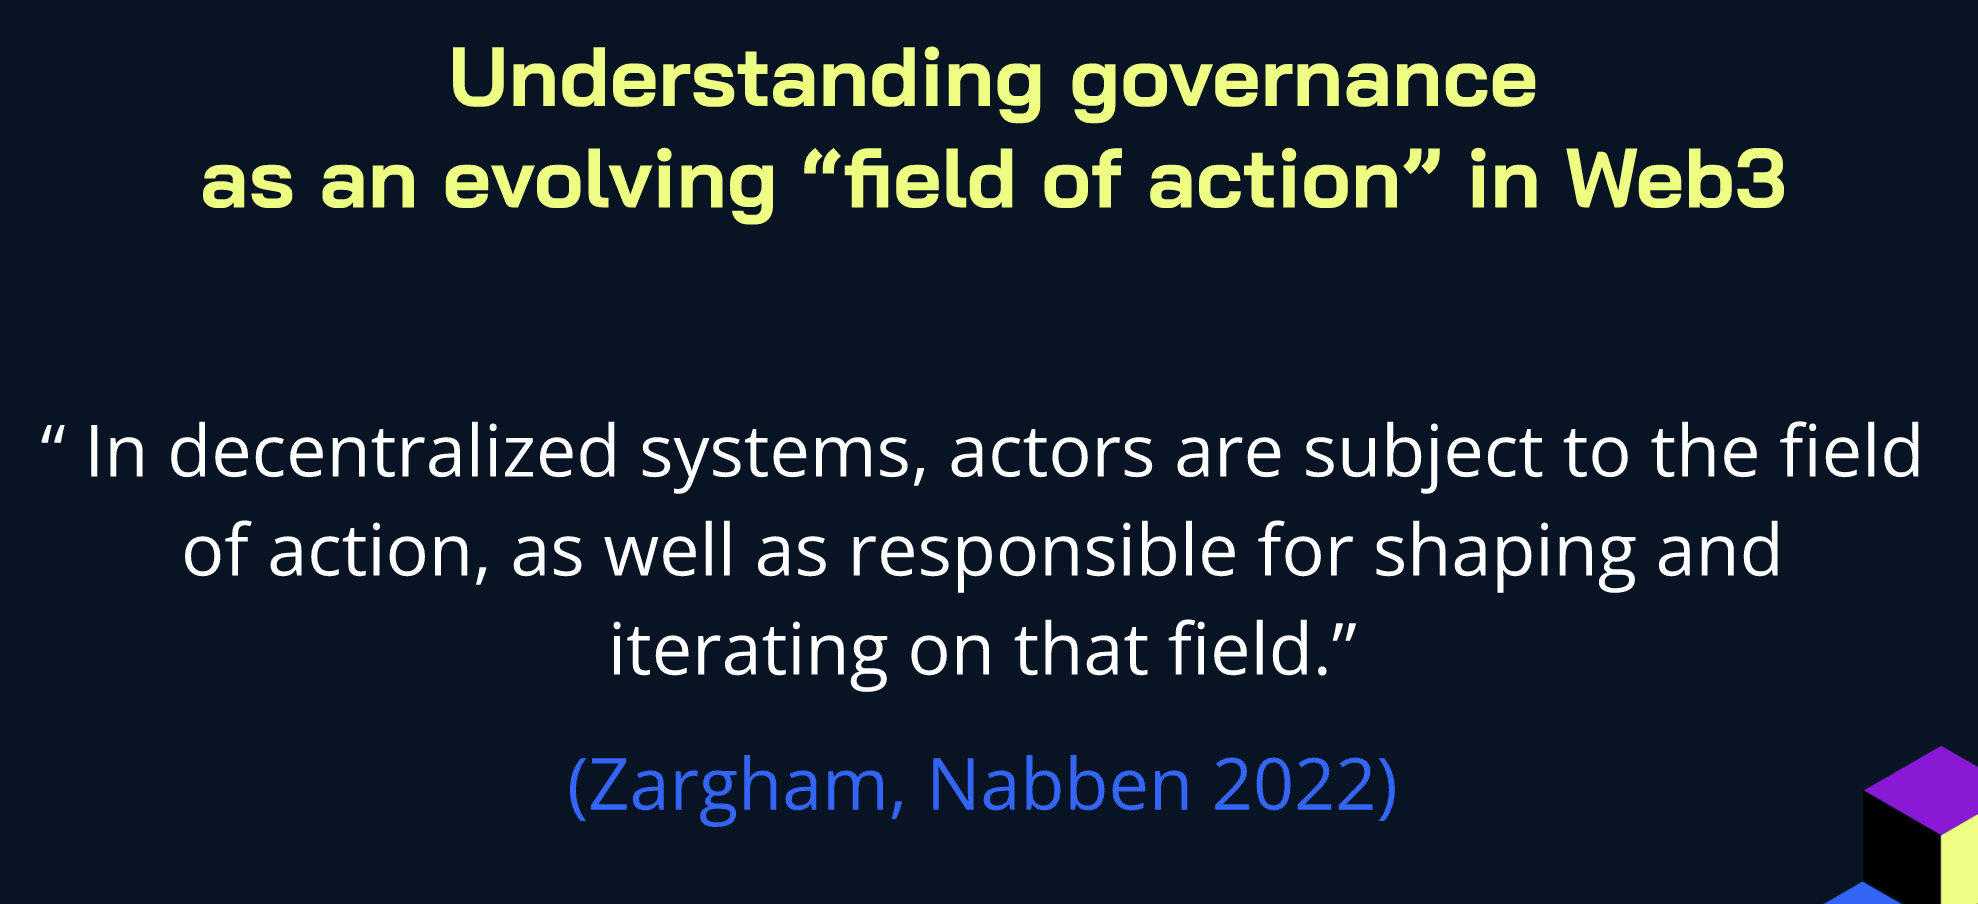 Understanding governance
as an evolving “field of action” in Web3
“ In decentralized systems, actors are subject to the field
of action, as well as responsible for shaping and
iterating on that field.”
(Zargham, Nabben 2022)